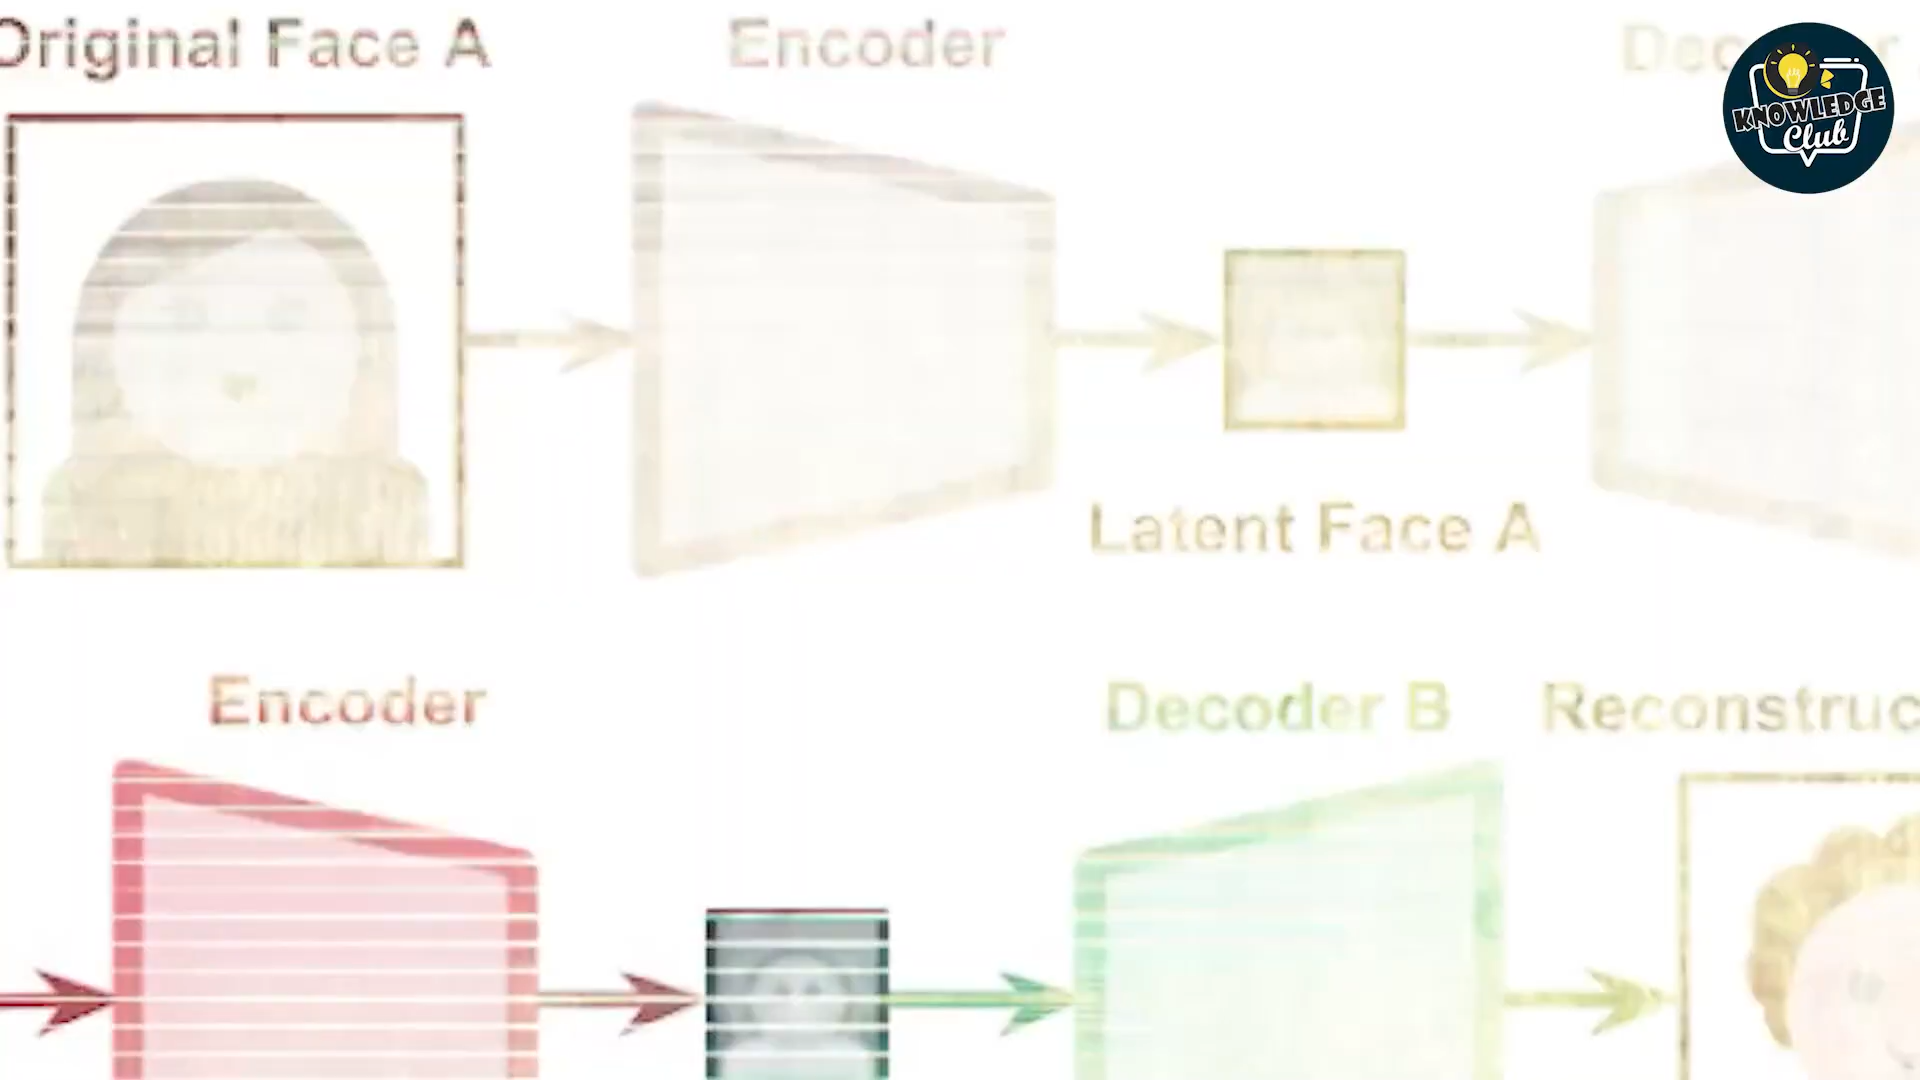 Original Face A
Encoder
KNOWLEDGE
Club
Latent Face A
Encoder
Decoder B